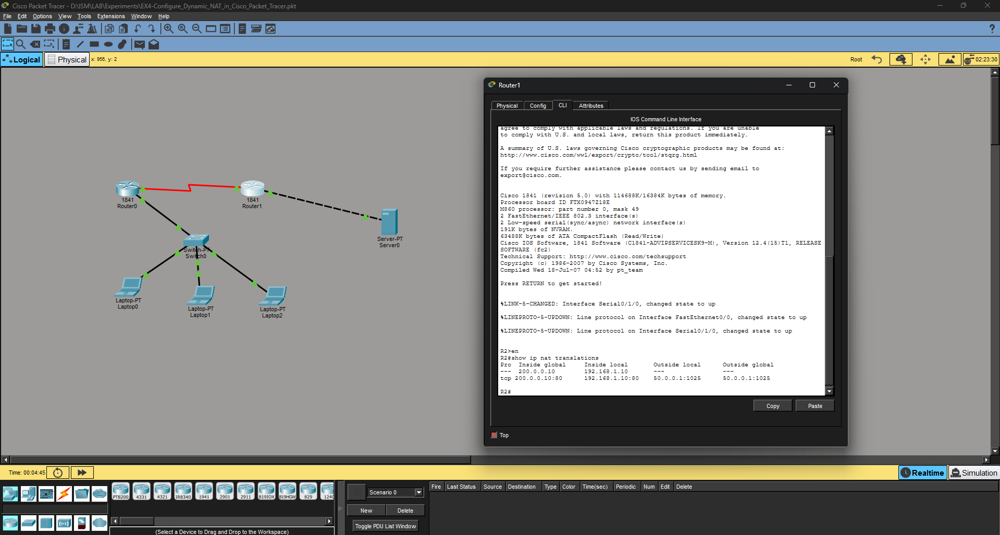 Cisco Packet Tracer - D:\ISM\LAB\Experiments\EX4-Configure_Dynamic_NAT_in_Cisco_Packet_Tracer.pkt
File Edit Options View Tools Extensions Window Help
Logical Physical x: 956, y: 2 Root 02:23:30
Router1
Physical Config CLI Attributes
IOS Command Line Interface
agree to comply with applicable laws and regulations. If you are unable
to comply with U.S. and local laws, return this product immediately.
A summary of U.S. laws governing Cisco cryptographic products may be found at:
http://www.cisco.com/wwl/export/crypto/tool/stqrg.html
If you require further assistance please contact us by sending email to
export@cisco.com.
Cisco 1841 (revision 5.0) with 114688K/16384K bytes of memory.
Processor board ID FTX0947Z18E
M860 processor: part number 0, mask 49
2 FastEthernet/IEEE 802.3 interface(s)
2 Low-speed serial(sync/async) network interface(s)
191K bytes of NVRAM.
63488K bytes of ATA CompactFlash (Read/Write)
Cisco IOS Software, 1841 Software (C1841-ADVIPSERVICESK9-M), Version 12.4(15)T1, RELEASE
SOFTWARE (fc2)
Technical Support: http://www.cisco.com/techsupport
Copyright (c) 1986-2007 by Cisco Systems, Inc.
Compiled Wed 18-Jul-07 04:52 by pt_team
Press RETURN to get started!
%LINK-5-CHANGED: Interface Serial0/1/0, changed state to up
%LINEPROTO-5-UPDOWN: Line protocol on Interface FastEthernet0/0, changed state to up
%LINEPROTO-5-UPDOWN: Line protocol on Interface Serial0/1/0, changed state to up
R2>en
R2#show ip nat translations
Pro Inside global Inside local Outside local Outside global
--- 200.0.0.10 192.168.1.10 --- ---
tcp 200.0.0.10:80 192.168.1.10:80 50.0.0.1:1025 50.0.0.1:1025
R2#
Copy Paste
Top
1841
Router0
1841
Router1
Server-PT
Server0
Switch-PT
Switch0
Laptop-PT
Laptop0
Laptop-PT
Laptop1
Laptop-PT
Laptop2
Time: 00:04:45 Realtime Simulation
PT8200 4331 4321 IR8340 1941 2901 2911 819IOX 819HGW 829 1240
(Select a Device to Drag and Drop to the Workspace)
Scenario 0
New Delete
Toggle PDU List Window
Fire Last Status Source Destination Type Color Time(sec) Periodic Num Edit Delete